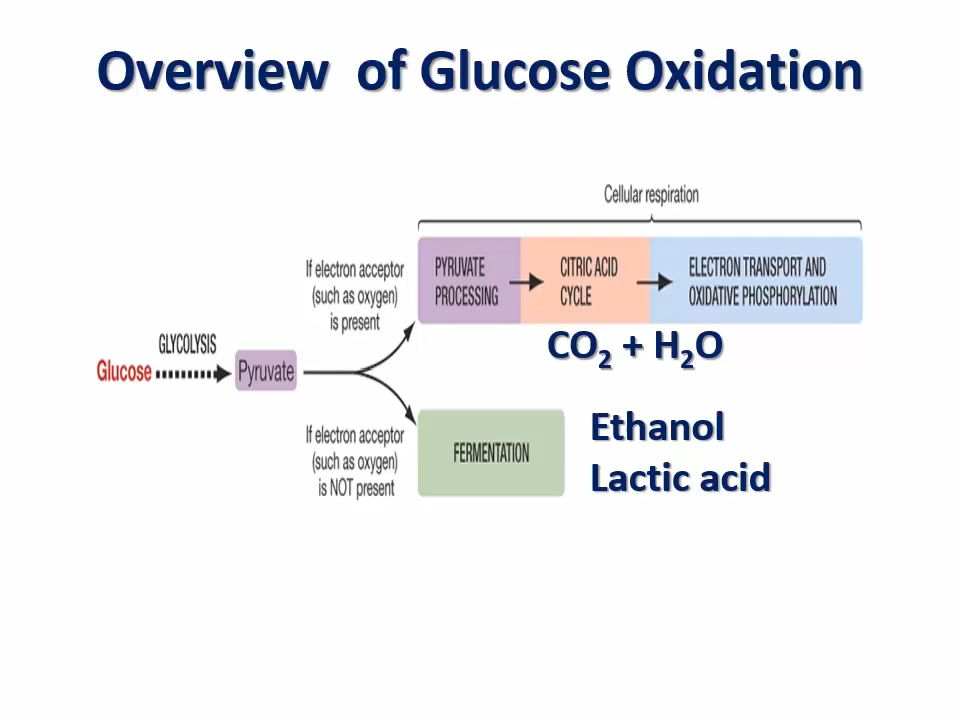 Overview of Glucose Oxidation
Cellular respiration
If electron acceptor
(such as oxygen)
is present
PYRUVATE
PROCESSING
CITRIC ACID
CYCLE
ELECTRON TRANSPORT AND
OXIDATIVE PHOSPHORYLATION
CO₂ + H₂O
GLYCOLYSIS
Glucose
Pyruvate
If electron acceptor
(such as oxygen)
is NOT present
FERMENTATION
Ethanol
Lactic acid